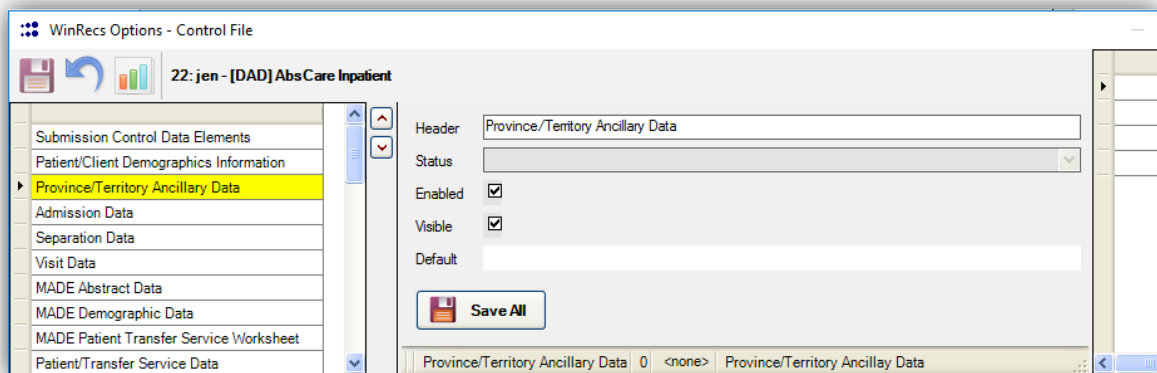 WinRecs Options - Control File
22: jen - [DAD] AbsCare Inpatient
Submission Control Data Elements
Patient/Client Demographics Information
Province/Territory Ancillary Data
Admission Data
Separation Data
Visit Data
MADE Abstract Data
MADE Demographic Data
MADE Patient Transfer Service Worksheet
Patient/Transfer Service Data
Header Province/Territory Ancillary Data
Status
Enabled
Visible
Default
Save All
Province/Territory Ancillary Data 0 <none> Province/Territory Ancillay Data